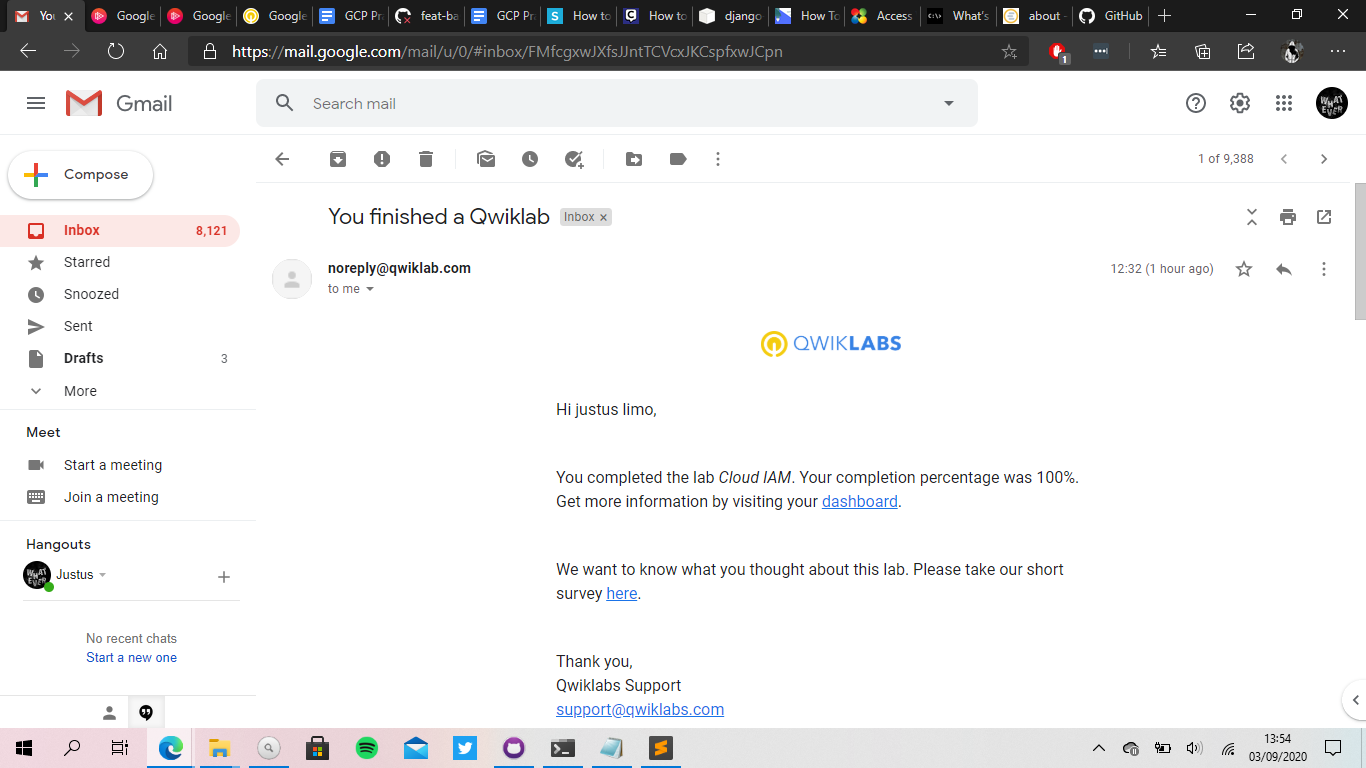 You
Google
Google
Google
GCP Pra
feat-ba
GCP Pra
How to
How to
django
How To
Access
What's
about -
GitHub
https://mail.google.com/mail/u/0/#inbox/FMfcgxwJXfsJJntTCVcxJKCspfxwJCpn
1
Gmail
Search mail
WHAT EVER
Compose
1 of 9,388
Inbox 8,121
Starred
Snoozed
Sent
Drafts 3
More
Meet
Start a meeting
Join a meeting
Hangouts
Justus
No recent chats
Start a new one
You finished a Qwiklab Inbox x
noreply@qwiklab.com 12:32 (1 hour ago)
to me
QWIKLABS
Hi justus limo,
You completed the lab Cloud IAM. Your completion percentage was 100%.
Get more information by visiting your dashboard.
We want to know what you thought about this lab. Please take our short
survey here.
Thank you,
Qwiklabs Support
support@qwiklabs.com
13:54
03/09/2020